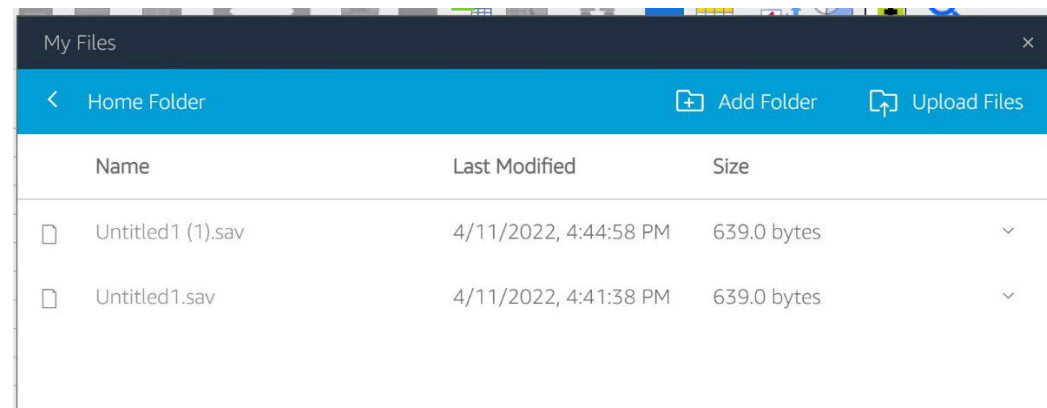 My Files
Home Folder Add Folder Upload Files
Name Last Modified Size
Untitled1 (1).sav 4/11/2022, 4:44:58 PM 639.0 bytes
Untitled1.sav 4/11/2022, 4:41:38 PM 639.0 bytes